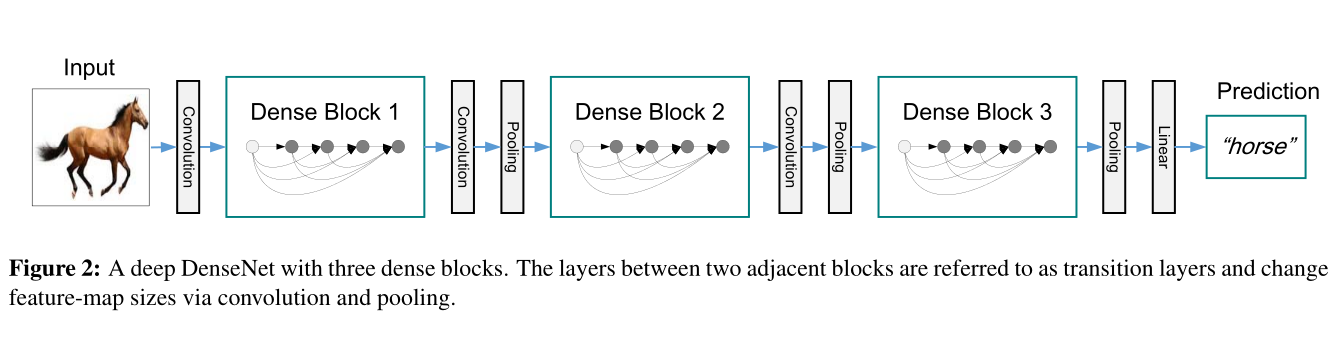 Input
Convolution
Dense Block 1
Convolution
Pooling
Dense Block 2
Convolution
Pooling
Dense Block 3
Pooling
Linear
Prediction
“horse”
Figure 2: A deep DenseNet with three dense blocks. The layers between two adjacent blocks are referred to as transition layers and change
feature-map sizes via convolution and pooling.